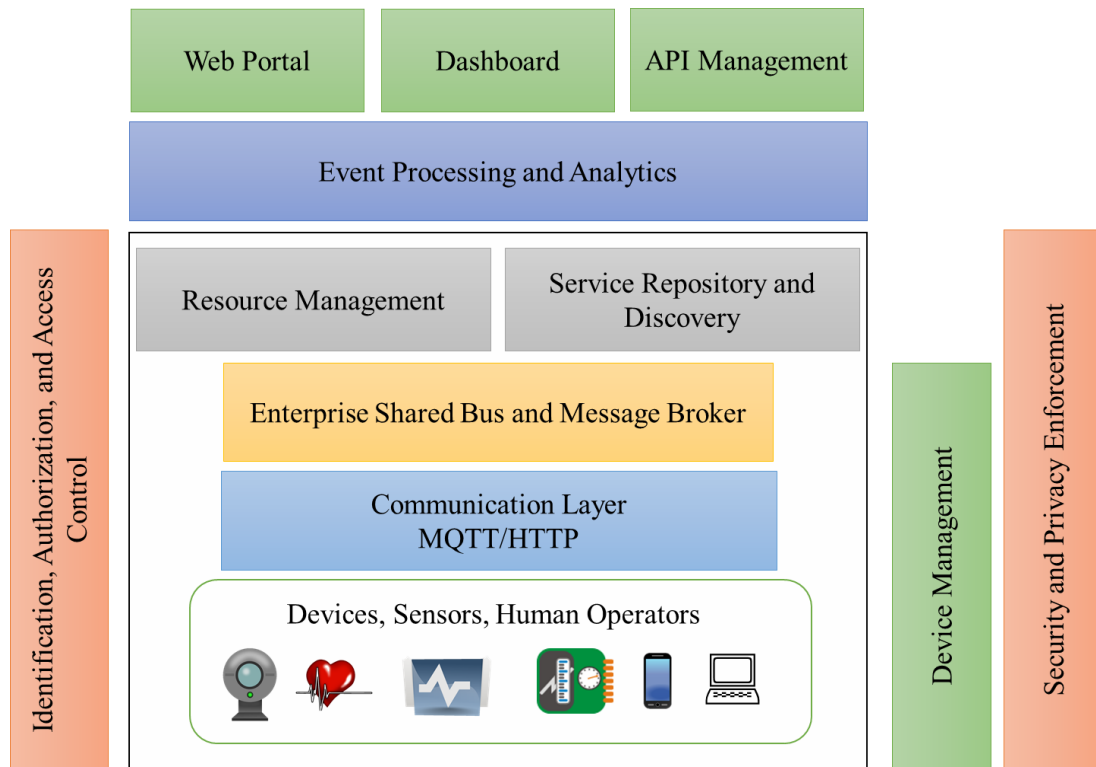 Web Portal
Dashboard
API Management
Event Processing and Analytics
Identification, Authorization, and Access
Control
Resource Management
Service Repository and
Discovery
Enterprise Shared Bus and Message Broker
Communication Layer
MQTT/HTTP
Devices, Sensors, Human Operators
Device Management
Security and Privacy Enforcement